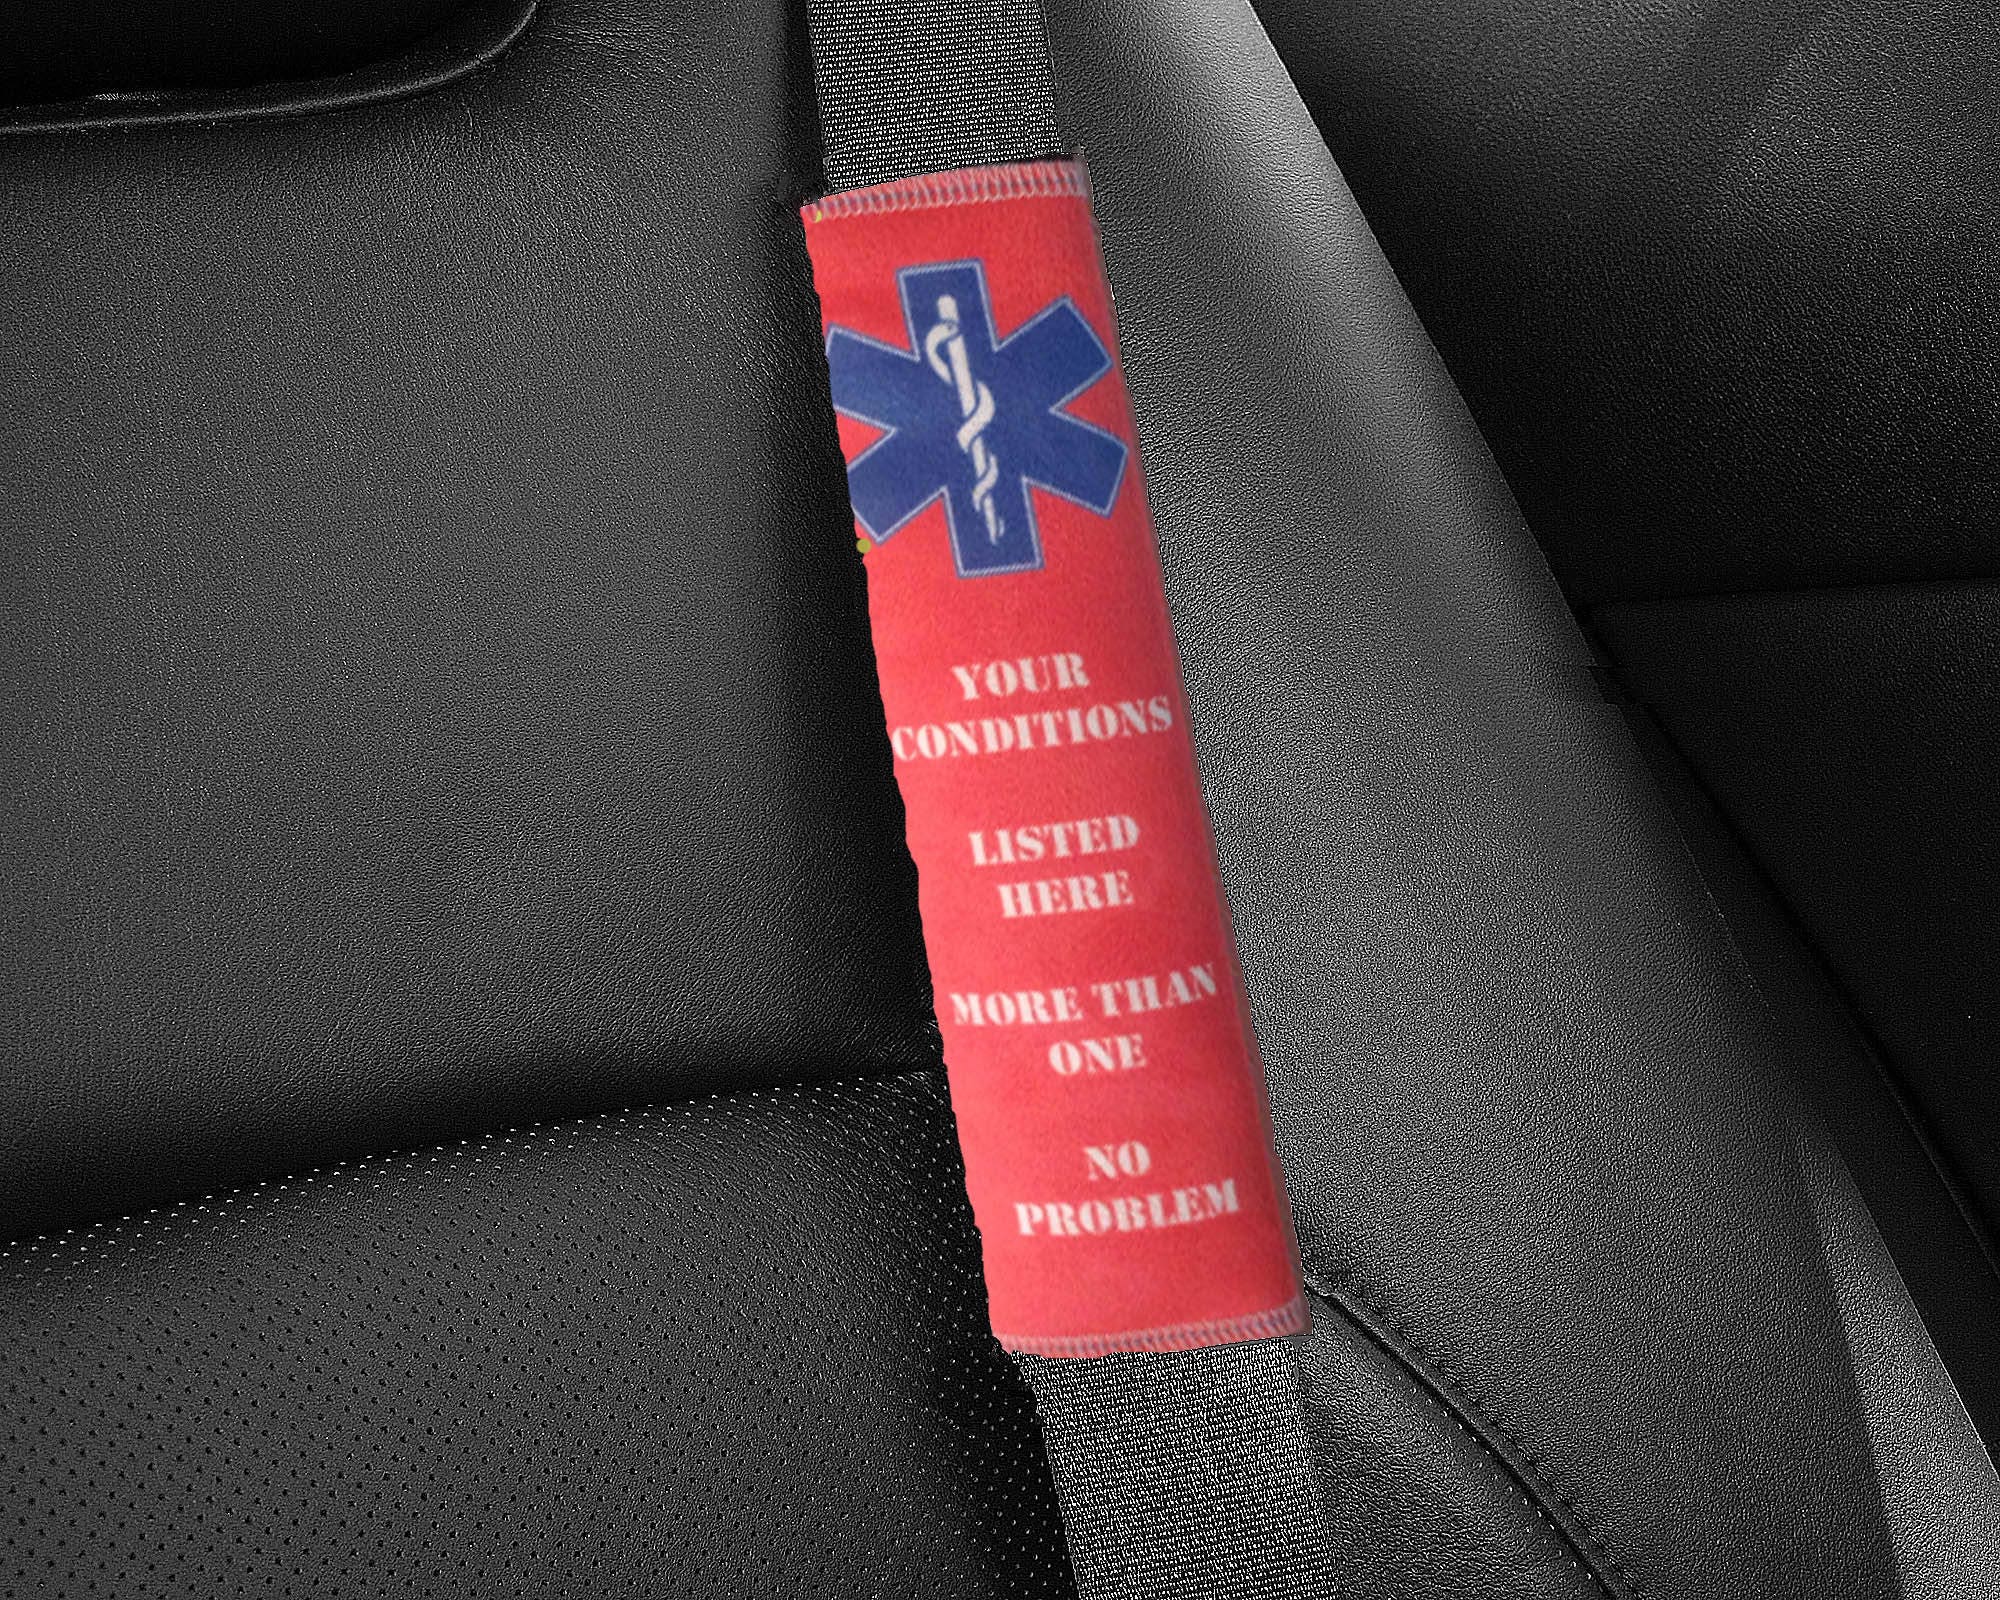 YOUR
CONDITIONS
LISTED
HERE
MORE THAN
ONE
NO
PROBLEM